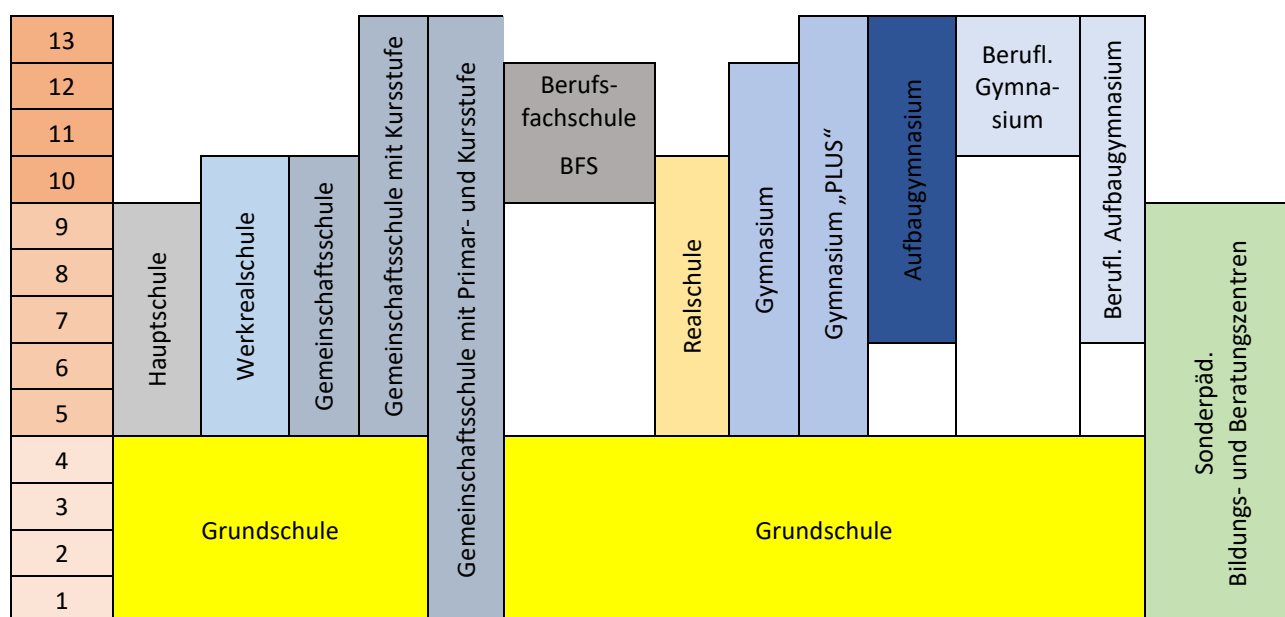 13
12
11
10
9
8
7
6
5
4
3
2
1
Hauptschule
Werkrealschule
Gemeinschaftsschule
Gemeinschaftsschule mit Kursstufe
Gemeinschaftsschule mit Primar- und Kursstufe
Berufs-
fachschule
BFS
Realschule
Gymnasium
Gymnasium „PLUS“
Aufbaugymnasium
Berufl.
Gymna-
sium
Berufl. Aufbaugymnasium
Sonderpäd.
Bildungs- und Beratungszentren
Grundschule
Grundschule